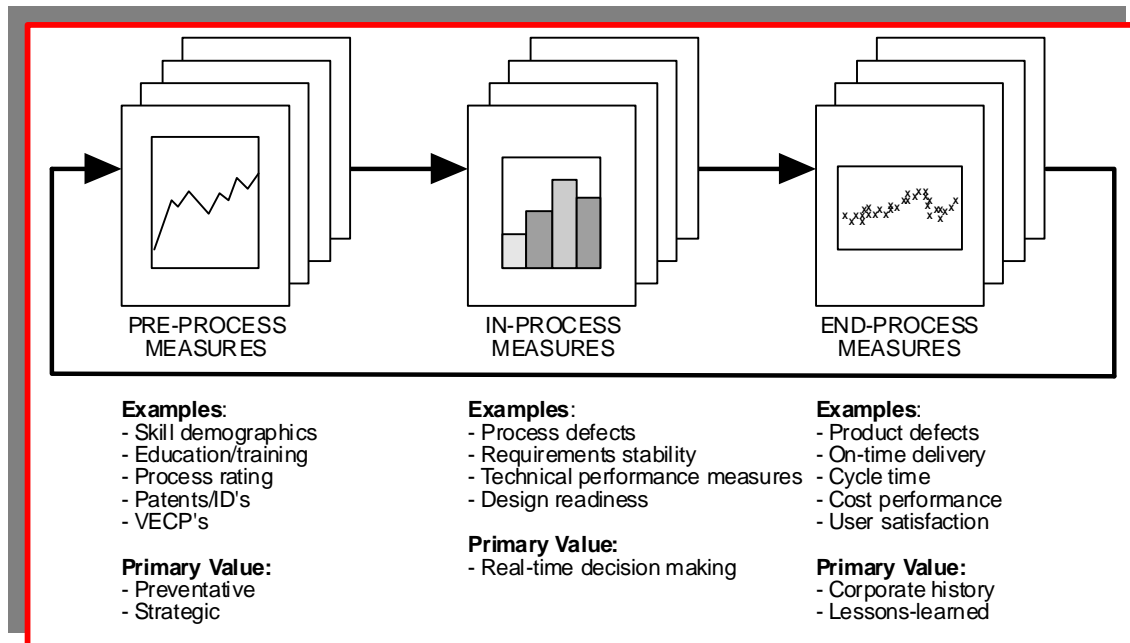 PRE-PROCESS
MEASURES
IN-PROCESS
MEASURES
END-PROCESS
MEASURES
Examples:
- Skill demographics
- Education/training
- Process rating
- Patents/ID's
- VECP's
Primary Value:
- Preventative
- Strategic
Examples:
- Process defects
- Requirements stability
- Technical performance measures
- Design readiness
Primary Value:
- Real-time decision making
Examples:
- Product defects
- On-time delivery
- Cycle time
- Cost performance
- User satisfaction
Primary Value:
- Corporate history
- Lessons-learned